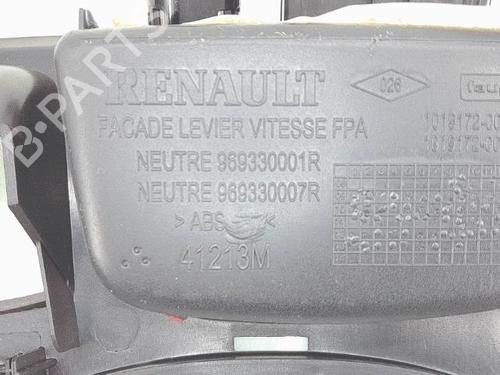 RENAULT
026
FACADE LEVIER VITESSE FPA
NEUTRE 969330001R
NEUTRE 969330007R
>ABS
41213M
B-PARTS